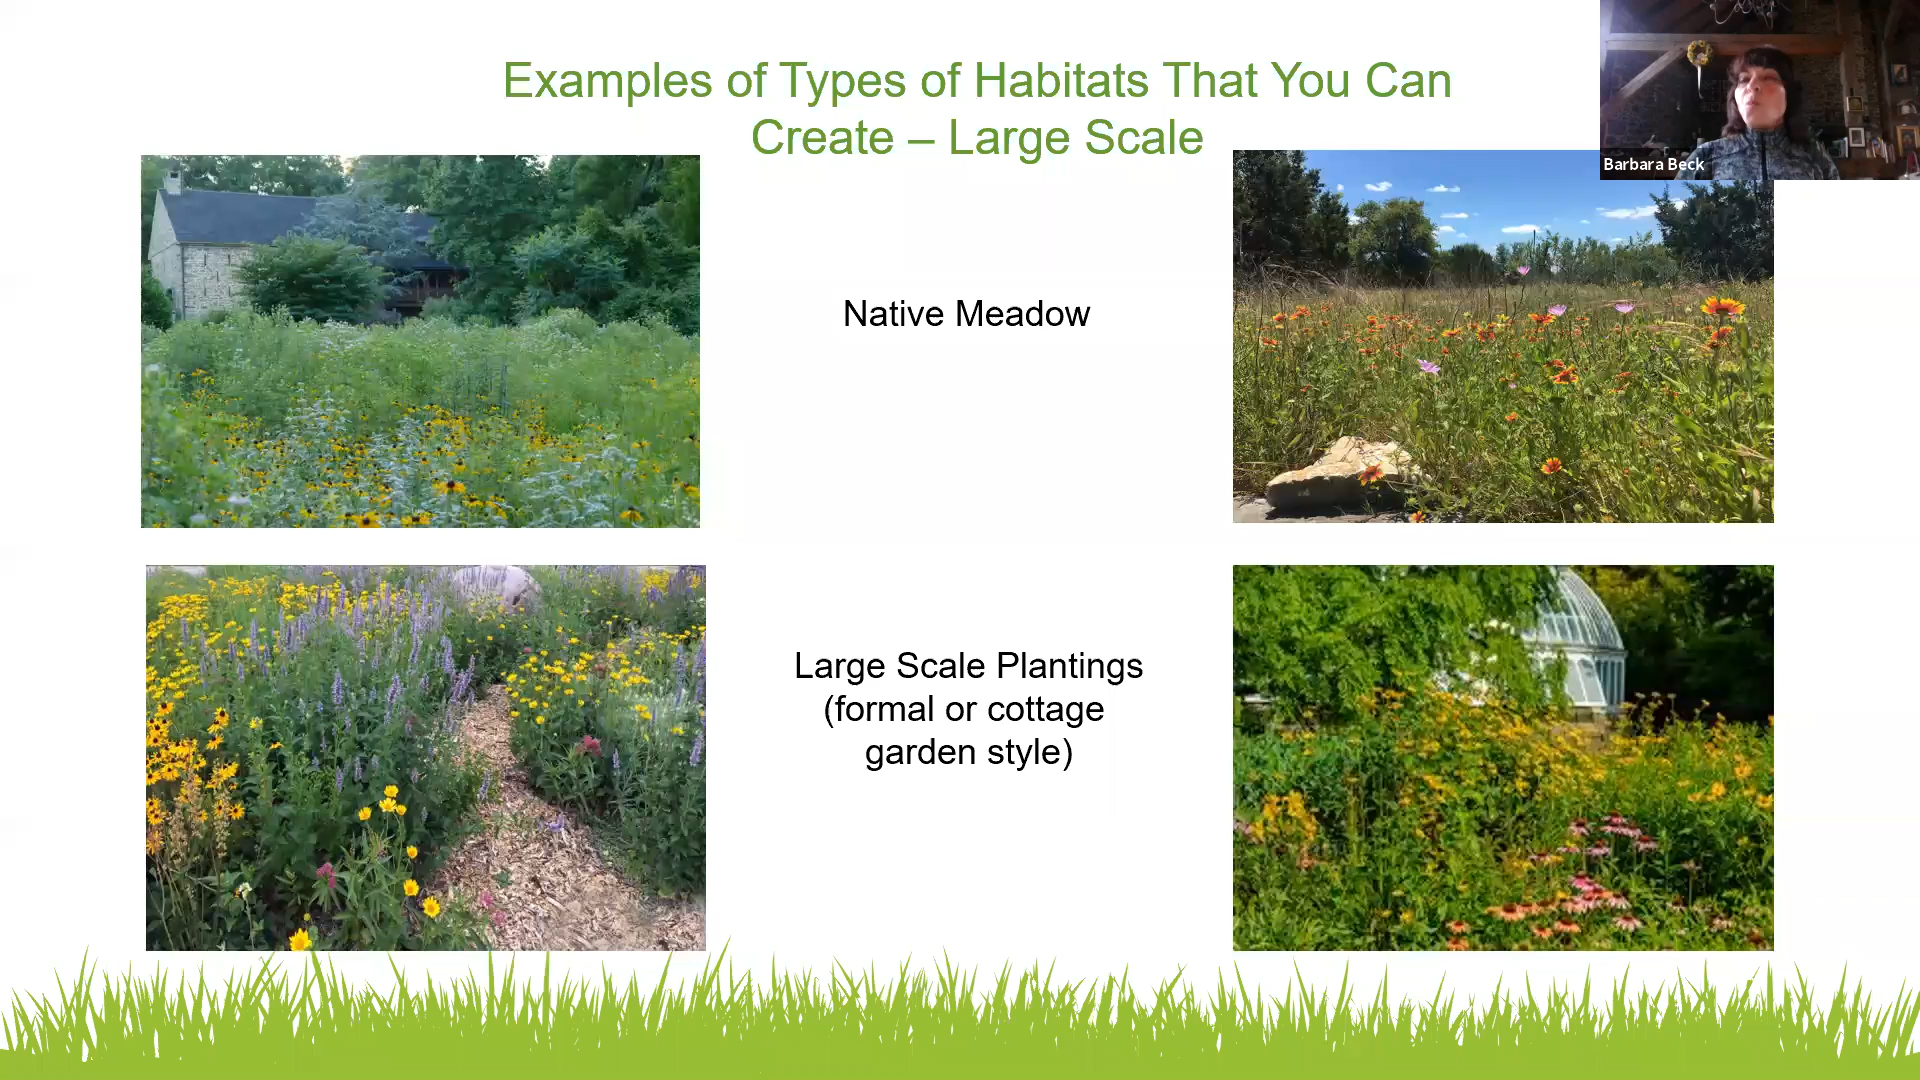 Examples of Types of Habitats That You Can
Create – Large Scale
Barbara Beck
Native Meadow
Large Scale Plantings
(formal or cottage
garden style)